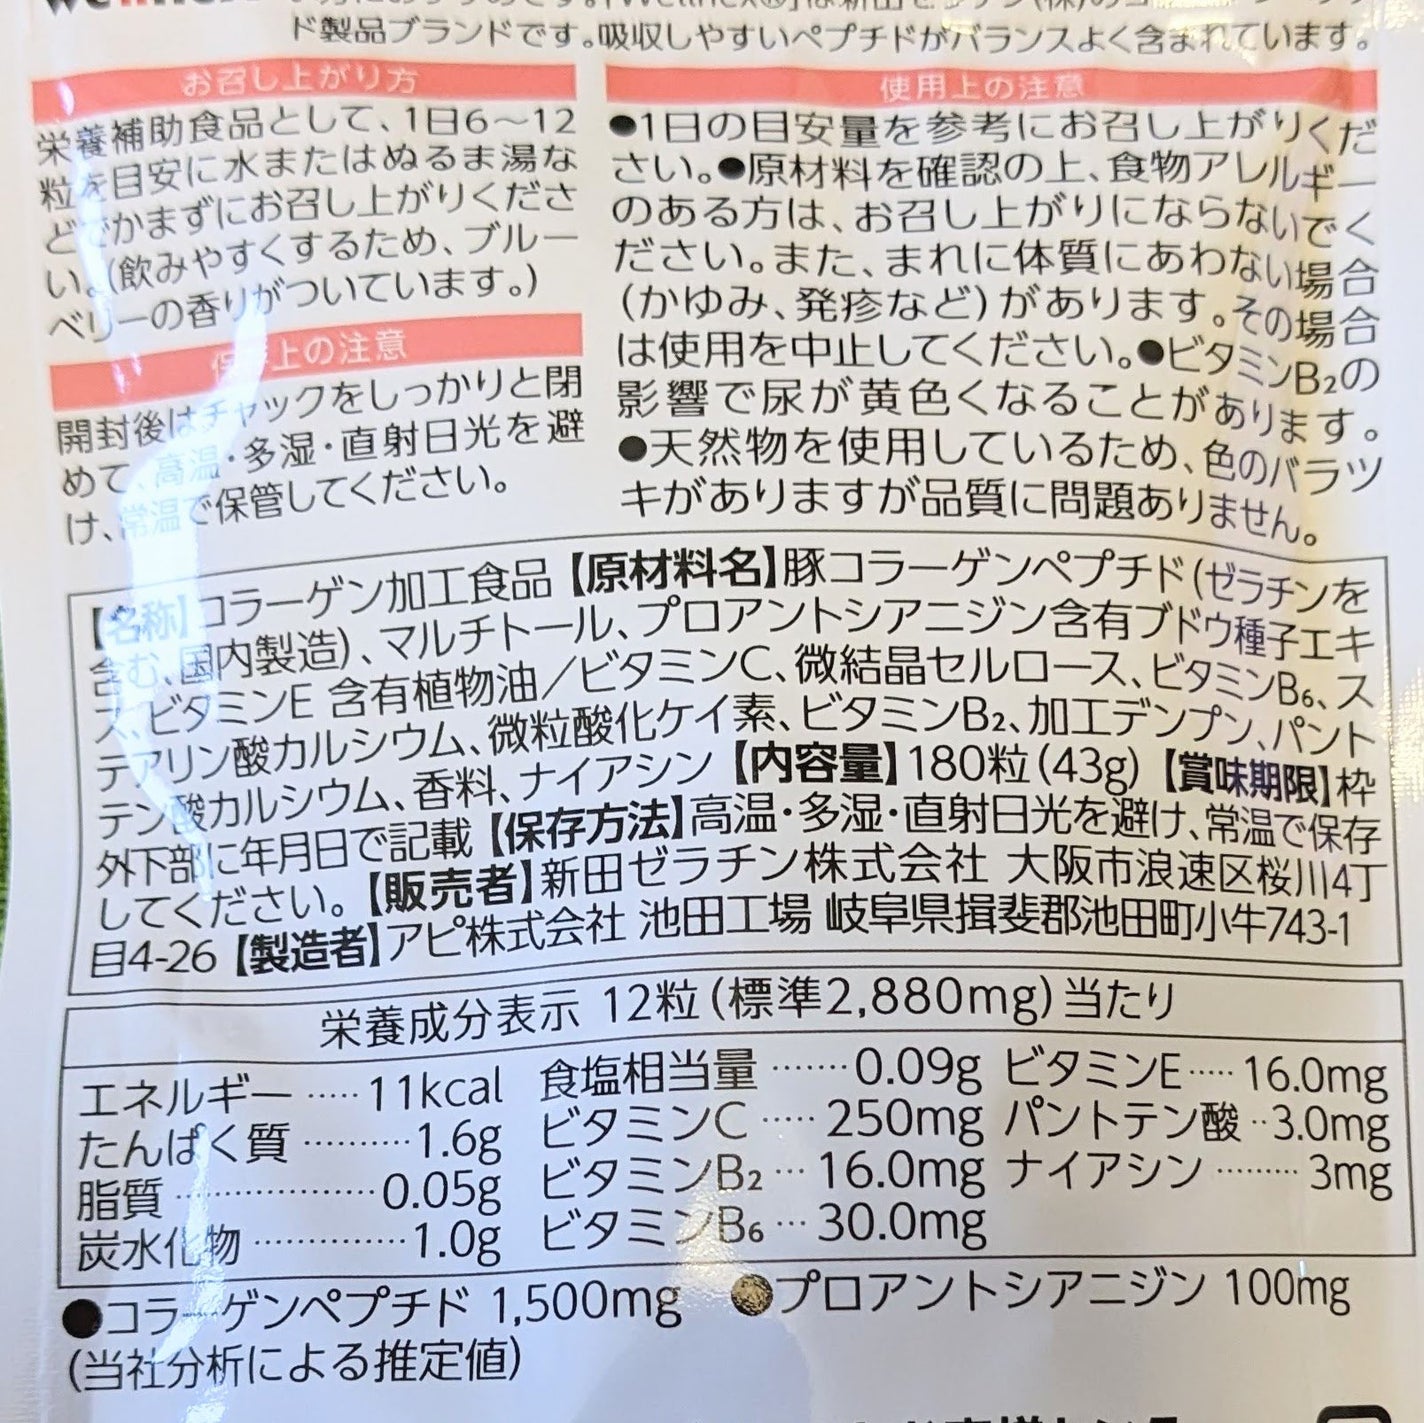 ド製品ブランドです。吸収しやすいペプチドがバランスよく含まれています。
お召し上がり方
栄養補助食品として、1日6〜12
粒を目安に水またはぬるま湯な
どでかまずにお召し上がりくださ
い。(飲みやすくするため、ブルー
ベリーの香りがついています。)
保存上の注意
開封後はチャックをしっかりと閉
めて、高温・多湿・直射日光を避
け、常温で保管してください。
使用上の注意
●1日の目安量を参考にお召し上がりくだ
さい。●原材料を確認の上、食物アレルギー
のある方は、お召し上がりにならないでく
ださい。また、まれに体質にあわない場合
(かゆみ、発疹など)があります。その場合
は使用を中止してください。●ビタミンB₂の
影響で尿が黄色くなることがあります。
●天然物を使用しているため、色のバラツ
キがありますが品質に問題ありません。
【名称】コラーゲン加工食品【原材料名】豚コラーゲンペプチド(ゼラチンを
含む、国内製造)、マルチトール、プロアントシアニジン含有ブドウ種子エキ
ス、ビタミンE 含有植物油/ビタミンC、微結晶セルロース、ビタミンB₆、ス
テアリン酸カルシウム、微粒酸化ケイ素、ビタミンB₂、加工デンプン、パント
テン酸カルシウム、香料、ナイアシン【内容量】180粒(43g)【賞味期限】枠
外下部に年月日で記載【保存方法】高温・多湿・直射日光を避け、常温で保存
してください。【販売者】新田ゼラチン株式会社 大阪市浪速区桜川4丁
目4-26【製造者】アピ株式会社 池田工場 岐阜県揖斐郡池田町小牛743-1
栄養成分表示 12粒(標準2,880mg)当たり
エネルギー ····· 11kcal
たんぱく質 ·········· 1.6g
脂質 ··················· 0.05g
炭水化物 ·············· 1.0g
食塩相当量 ······· 0.09g
ビタミンC ····· 250mg
ビタミンB₂ ··· 16.0mg
ビタミンB₆ ··· 30.0mg
ビタミンE ····· 16.0mg
パントテン酸 ·· 3.0mg
ナイアシン ········· 3mg
●コラーゲンペプチド 1,500mg ●プロアントシアニジン 100mg
(当社分析による推定値)